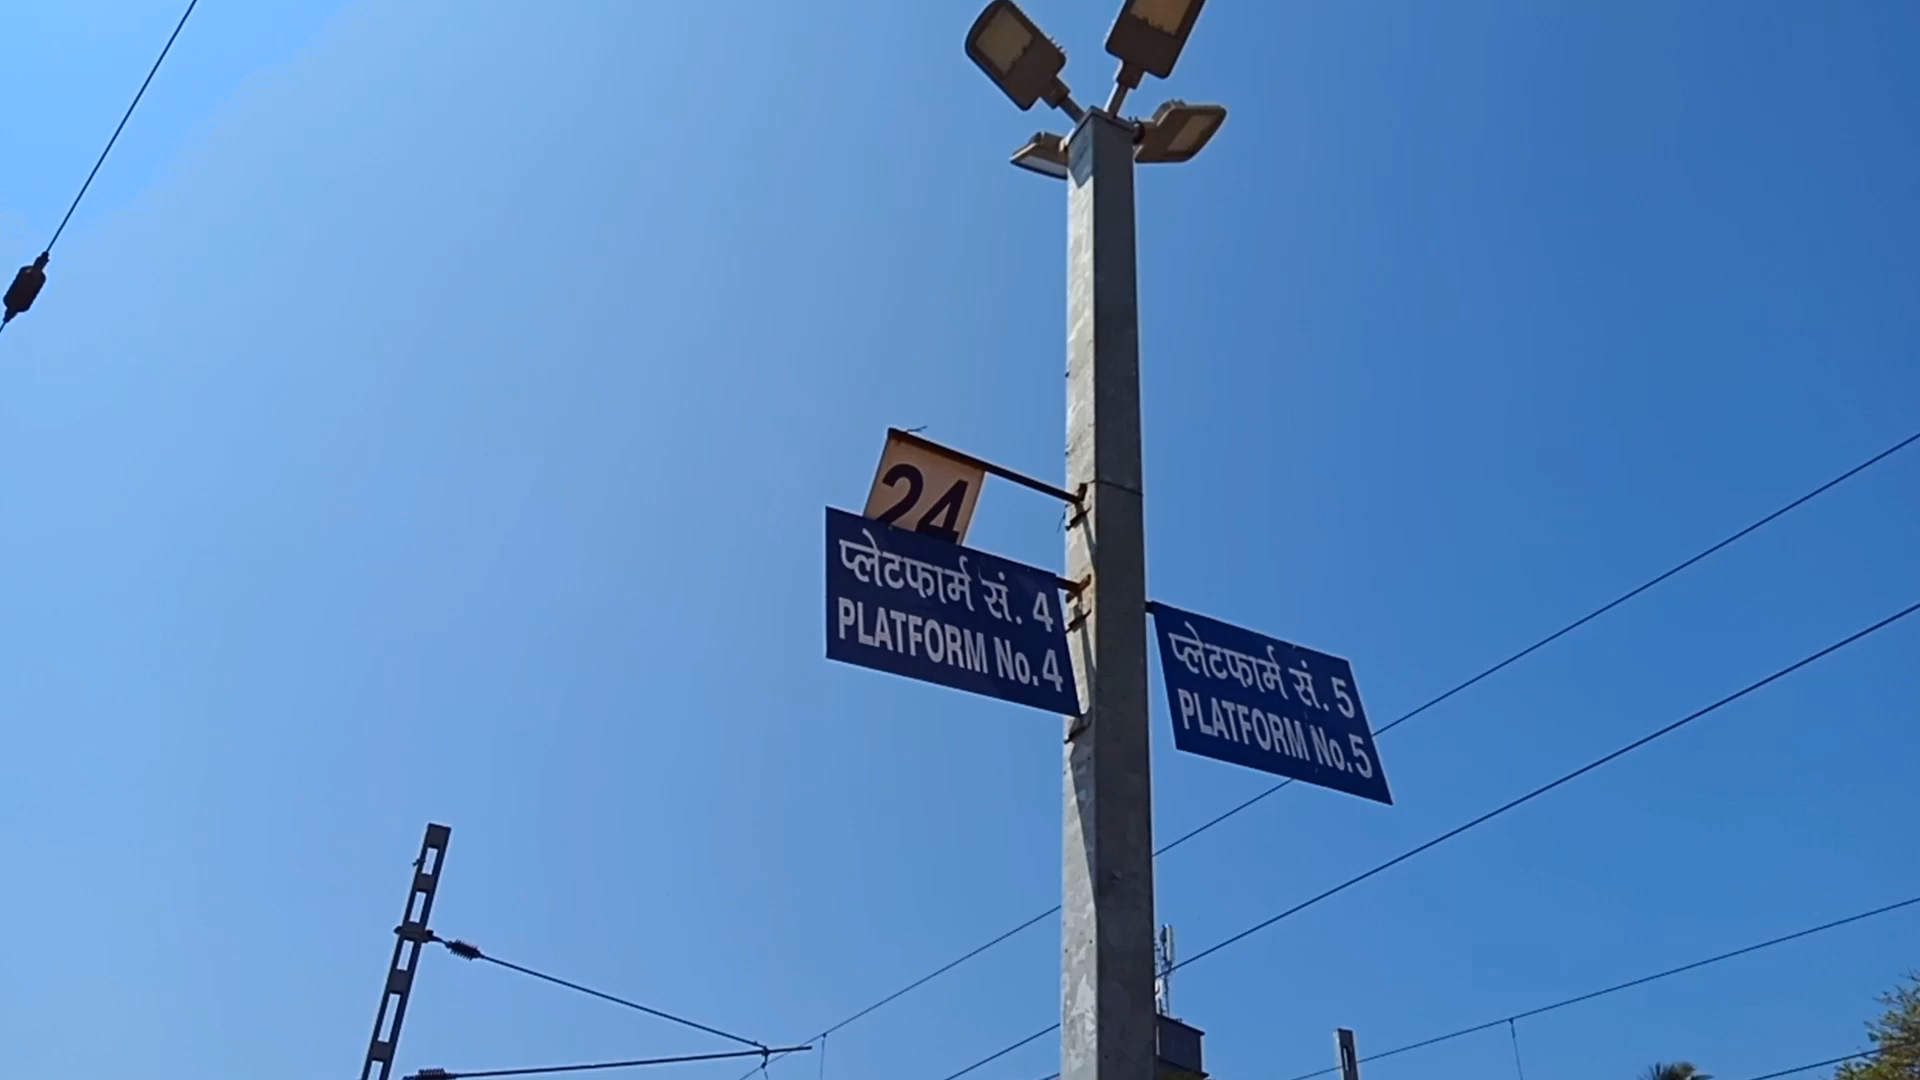 24
प्लेटफार्म सं. 4
PLATFORM No. 4
प्लेटफार्म सं. 5
PLATFORM No. 5